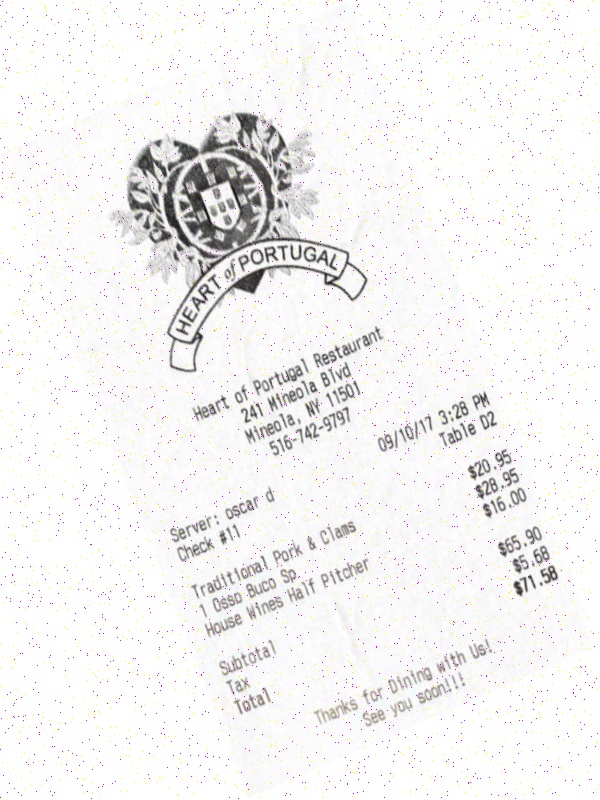 HEART of PORTUGAL
Heart of Portugal Restaurant
241 Mineola Blvd
Mineola, NY 11501
516-742-9797
09/10/17 3:28 PM
Server: oscar d Table D2
Check #11
Traditional Pork & Clams $20.95
1 Osso Buco Sp $28.95
House Wines Half Pitcher $16.00
Subtotal $65.90
Tax $5.68
Total $71.58
Thanks for Dining with Us!
See you soon!!!